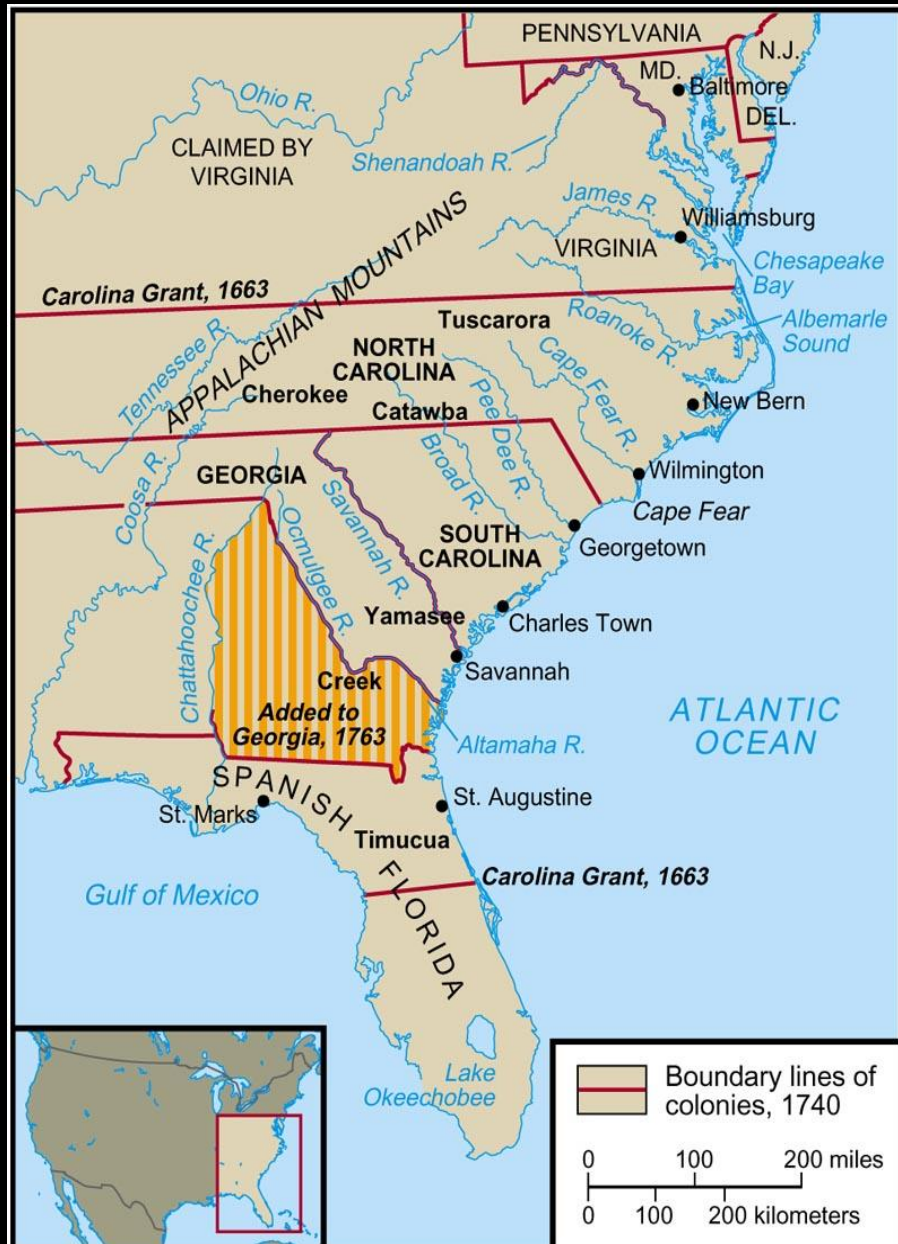 PENNSYLVANIA
N.J.
MD.
Baltimore
DEL.
Ohio R.
CLAIMED BY
VIRGINIA
Shenandoah R.
James R.
Williamsburg
VIRGINIA
Chesapeake
Bay
APPALACHIAN MOUNTAINS
Carolina Grant, 1663
Tuscarora
Roanoke R.
Albemarle
Sound
Tennessee R.
NORTH
CAROLINA
Cape Fear R.
Cherokee
Pee Dee R.
New Bern
Catawba
Coosa R.
GEORGIA
Broad R.
Wilmington
Cape Fear
Savannah R.
Ocmulgee R.
SOUTH
CAROLINA
Georgetown
Chattahoochee R.
Yamasee
Charles Town
Savannah
Creek
Added to
Georgia, 1763
Altamaha R.
ATLANTIC
OCEAN
SPANISH FLORIDA
St. Marks
St. Augustine
Timucua
Carolina Grant, 1663
Gulf of Mexico
Lake
Okeechobee
Boundary lines of
colonies, 1740
0 100 200 miles
0 100 200 kilometers